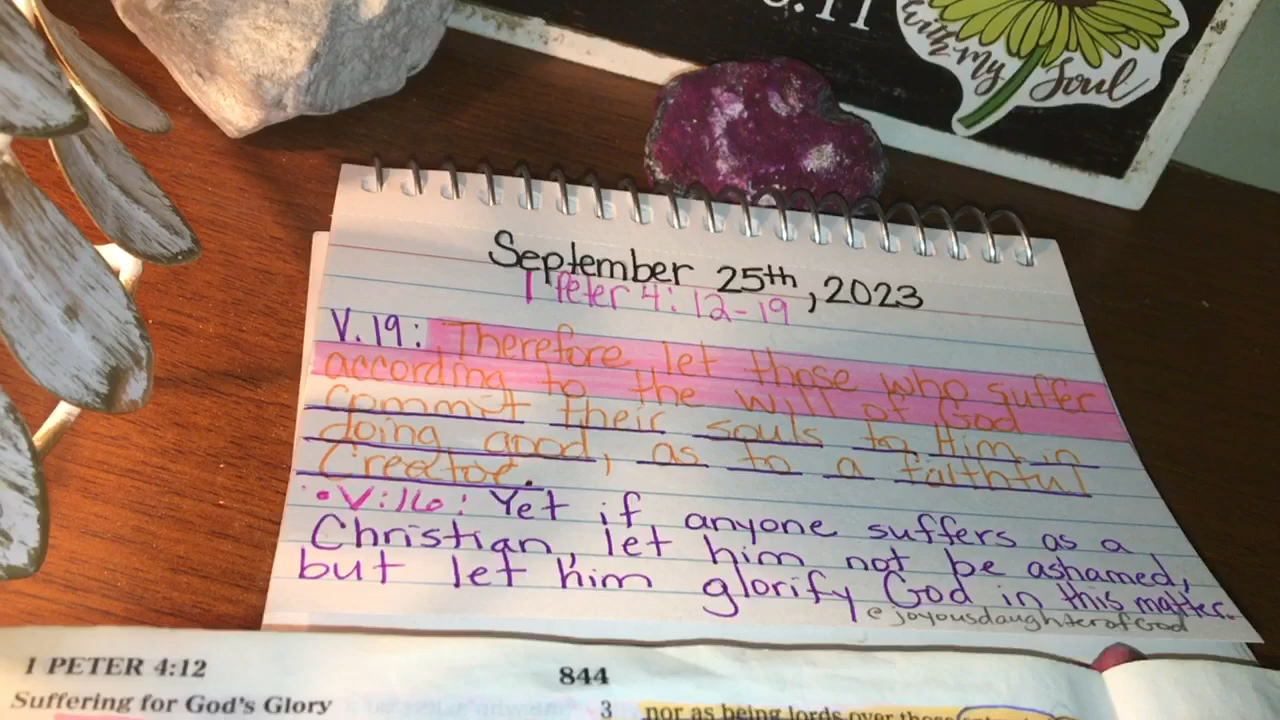 :11
with my
Soul
September 25th, 2023
1 Peter 4:12-19
V.19: Therefore let those who suffer
according to the will of God
commit their souls to Him in
doing good, as to a faithful
Creator.
• V:16: Yet if anyone suffers as a
Christian, let him not be ashamed,
but let him glorify God in this matter.
@joyousdaughterofGod
1 PETER 4:12
844
Suffering for God's Glory
3 nor as being lords over those